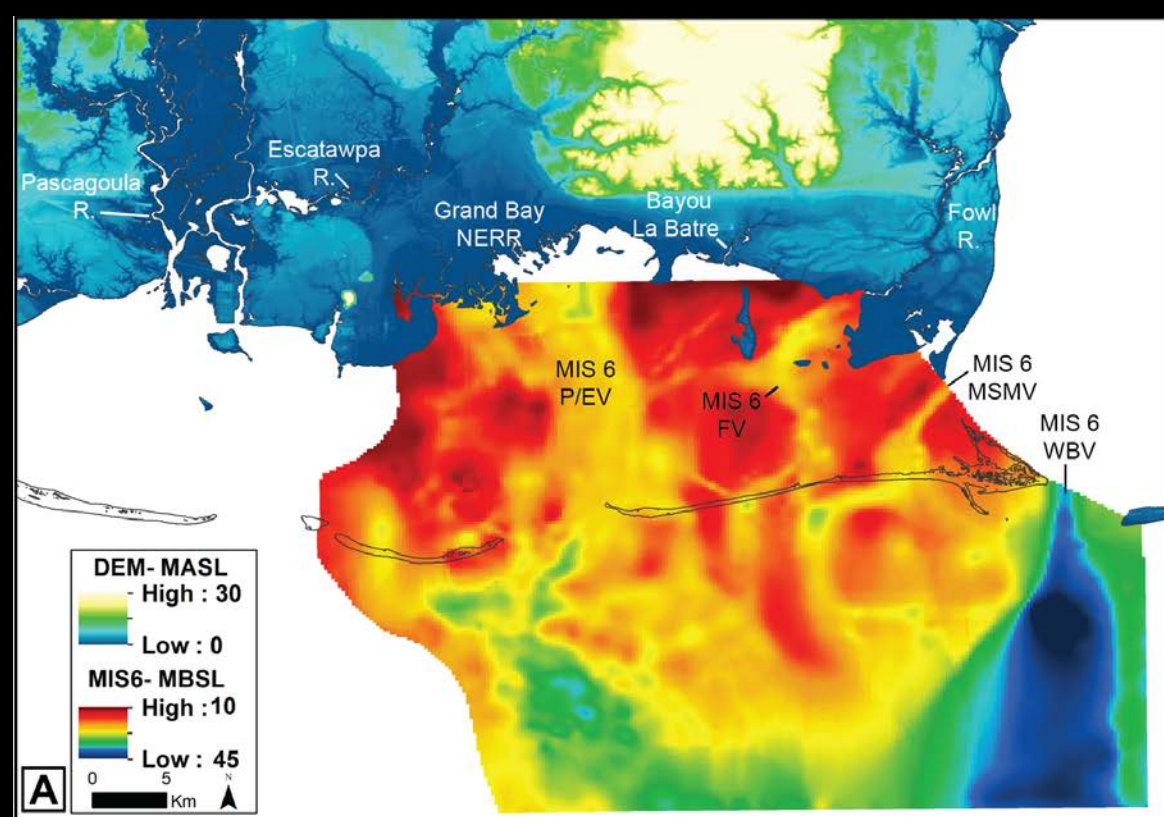 Pascagoula
R.
Escatawpa
R.
Grand Bay
NERR
Bayou
La Batre
Fowl
R.
MIS 6
P/EV
MIS 6
FV
MIS 6
MSMV
MIS 6
WBV
DEM- MASL
High : 30
Low : 0
MIS6- MBSL
High :10
Low : 45
0 5
Km
N
A